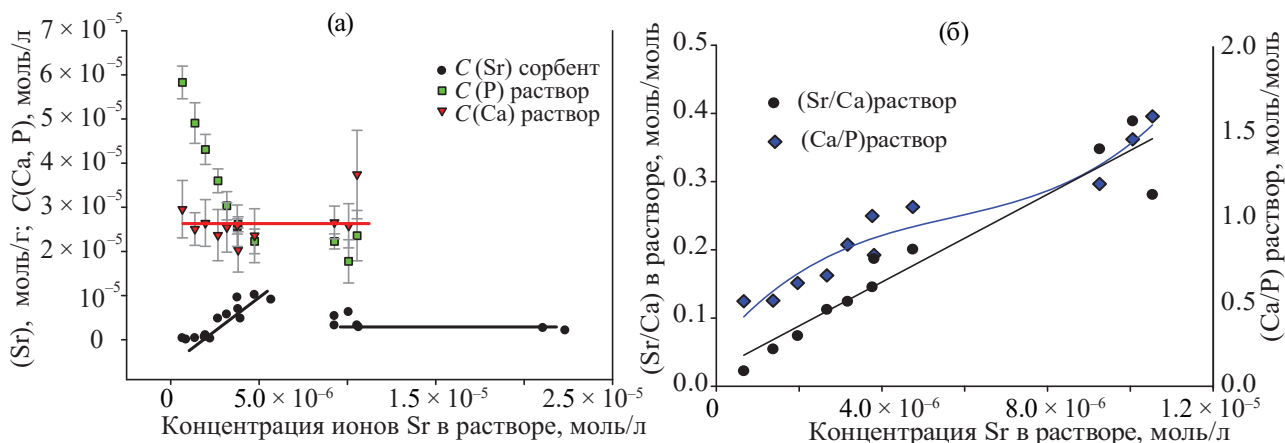 (а)
(Sr), моль/г; C(Ca, P), моль/л
7 × 10⁻⁵
6 × 10⁻⁵
5 × 10⁻⁵
4 × 10⁻⁵
3 × 10⁻⁵
2 × 10⁻⁵
10⁻⁵
0
C (Sr) сорбент
C (P) раствор
C (Ca) раствор
0
5.0 × 10⁻⁶
1.5 × 10⁻⁵
2.5 × 10⁻⁵
Концентрация ионов Sr в растворе, моль/л
(б)
(Sr/Ca) в растворе, моль/моль
0.5
0.4
0.3
0.2
0.1
0.0
(Sr/Ca)раствор
(Ca/P)раствор
2.0
1.5
1.0
0.5
0.0
(Ca/P) раствор, моль/моль
0
4.0 × 10⁻⁶
8.0 × 10⁻⁶
1.2 × 10⁻⁵
Концентрация Sr в растворе, моль/л